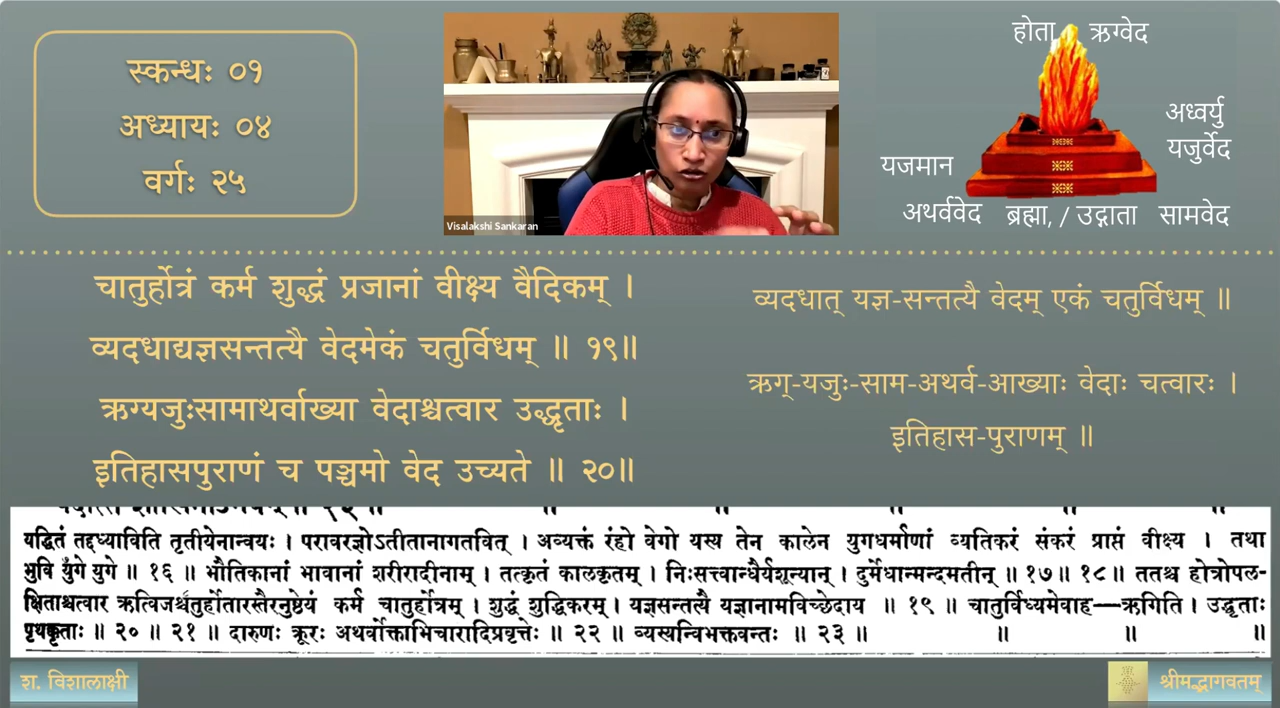 स्कन्धः ०१
अध्यायः ०४
वर्गः २५
Visalakshi Sankaran
होता ऋग्वेद
अध्वर्यु
यजुर्वेद
यजमान
अथर्ववेद ब्रह्मा, / उद्गाता सामवेद
चातुर्होत्रं कर्म शुद्धं प्रजानां वीक्ष्य वैदिकम् ।
व्यदधाद्यज्ञसन्तत्यै वेदमेकं चतुर्विधम् ॥ १९॥
ऋग्यजुःसामाथर्वाख्या वेदाश्चत्वार उद्धृताः ।
इतिहासपुराणं च पञ्चमो वेद उच्यते ॥ २०॥
व्यदधात् यज्ञ-सन्तत्यै वेदम् एकं चतुर्विधम् ॥
ऋग्-यजुः-साम-अथर्व-आख्याः वेदाः चत्वारः ।
इतिहास-पुराणम् ॥
यद्धितं तद्दध्याविति तृतीयेनान्वयः । परावरज्ञोऽतीतानागतवित् । अव्यक्तं रंहो वेगो यस्य तेन कालेन युगधर्माणां व्यतिकरं संकरं प्राप्तं वीक्ष्य । तथा
भुवि युगे युगे ॥ १६ ॥ भौतिकानां भावानां शरीरादीनाम् । तत्कृतं कालकृतम् । निःसत्त्वान्धैर्यशून्यान् । दुर्मेधान्मन्दमतीन् ॥ १७ ॥ १८ ॥ ततश्च होत्रोपल-
क्षिताश्चत्वार ऋत्विजश्चतुर्होतारस्तैरनुष्ठेयं कर्म चातुर्होत्रम् । शुद्धं शुद्धिकरम् । यज्ञसन्तत्यै यज्ञानामविच्छेदाय ॥ १९ ॥ चातुर्विध्यमेवाह—ऋगिति । उद्धृताः
पृथक्कृताः ॥ २० ॥ २१ ॥ दारुणः क्रूरः अथर्वोक्ताभिचारादिप्रवृत्तेः ॥ २२ ॥ व्यस्यन्विभक्तवन्तः ॥ २३ ॥ ॥ ॥ ॥
श. विशालाक्षी
श्रीमद्भागवतम्